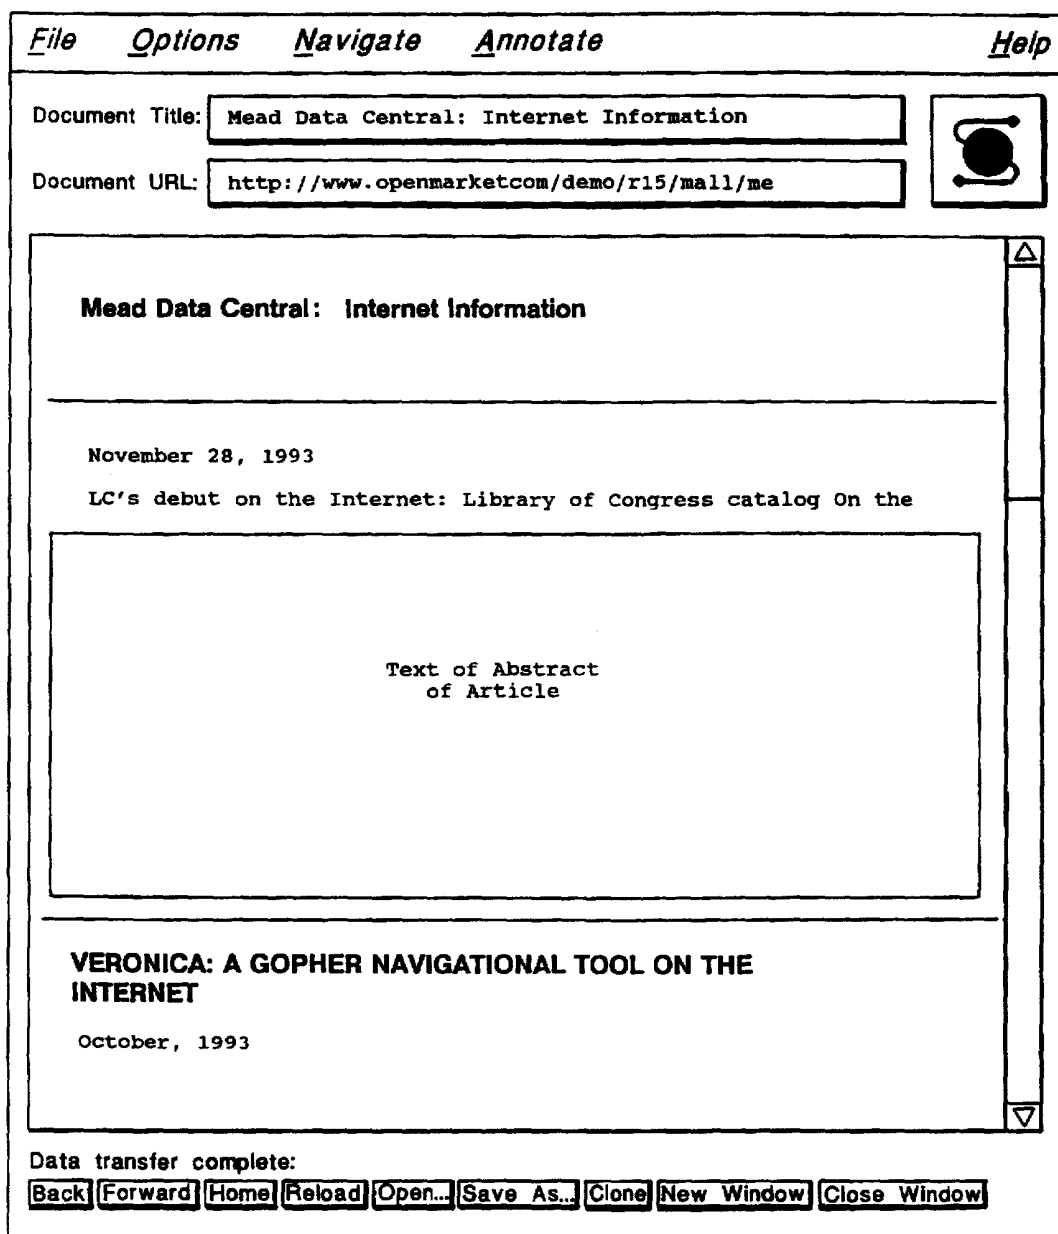 File Options Navigate Annotate Help
Document Title: Mead Data Central: Internet Information
Document URL: http://www.openmarketcom/demo/r15/mall/me
Mead Data Central: Internet Information
November 28, 1993
LC's debut on the Internet: Library of Congress catalog On the
Text of Abstract
of Article
VERONICA: A GOPHER NAVIGATIONAL TOOL ON THE
INTERNET
October, 1993
Data transfer complete:
Back Forward Home Reload Open... Save As... Clone New Window Close Window